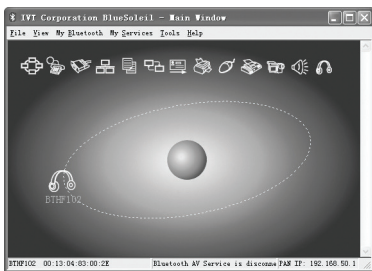 IVT Corporation BlueSoleil - Main Window
File View My Bluetooth My Services Tools Help
BTHF102
BTHF102 00:13:04:83:00:2E Bluetooth AV Service is disconne PAN IP: 192.168.50.1